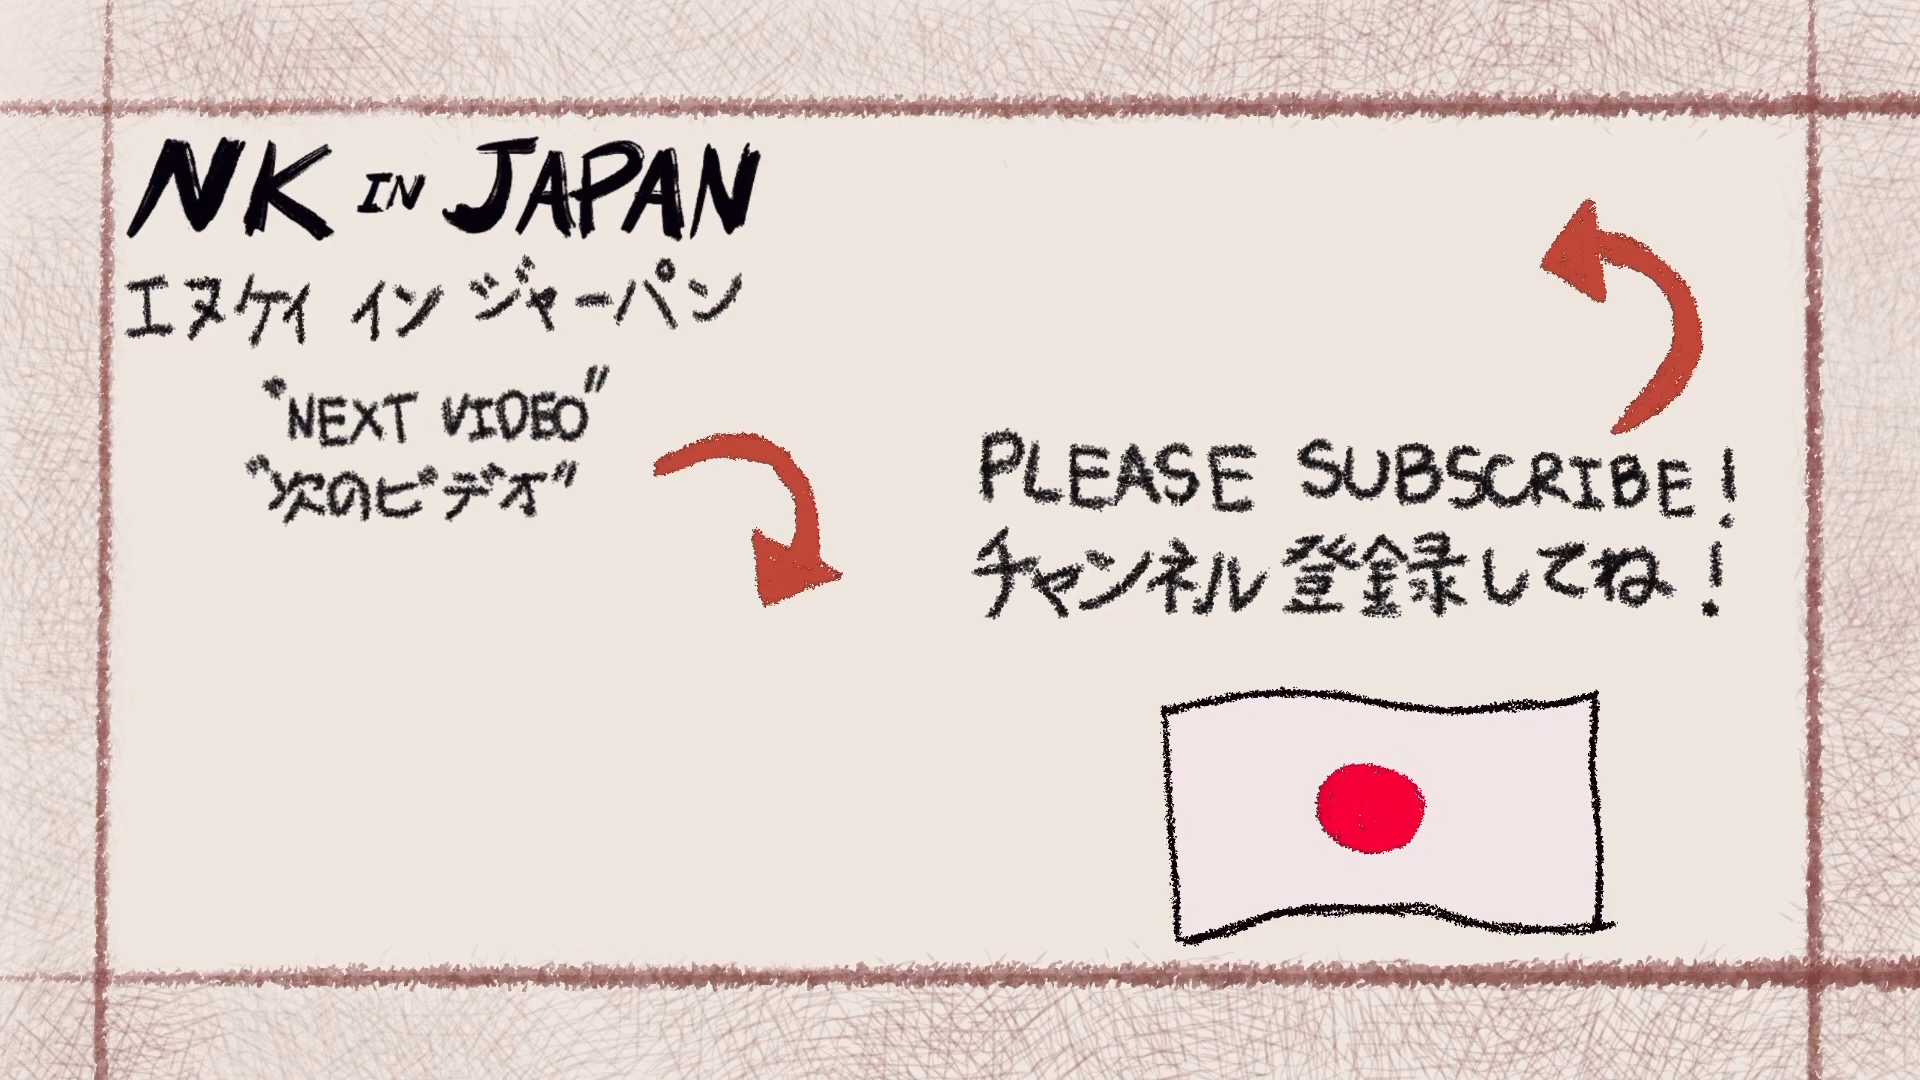 NK IN JAPAN
エヌケイ イン ジャーパン
"NEXT VIDEO"
"次のビデオ"
PLEASE SUBSCRIBE!
チャンネル登録してね!